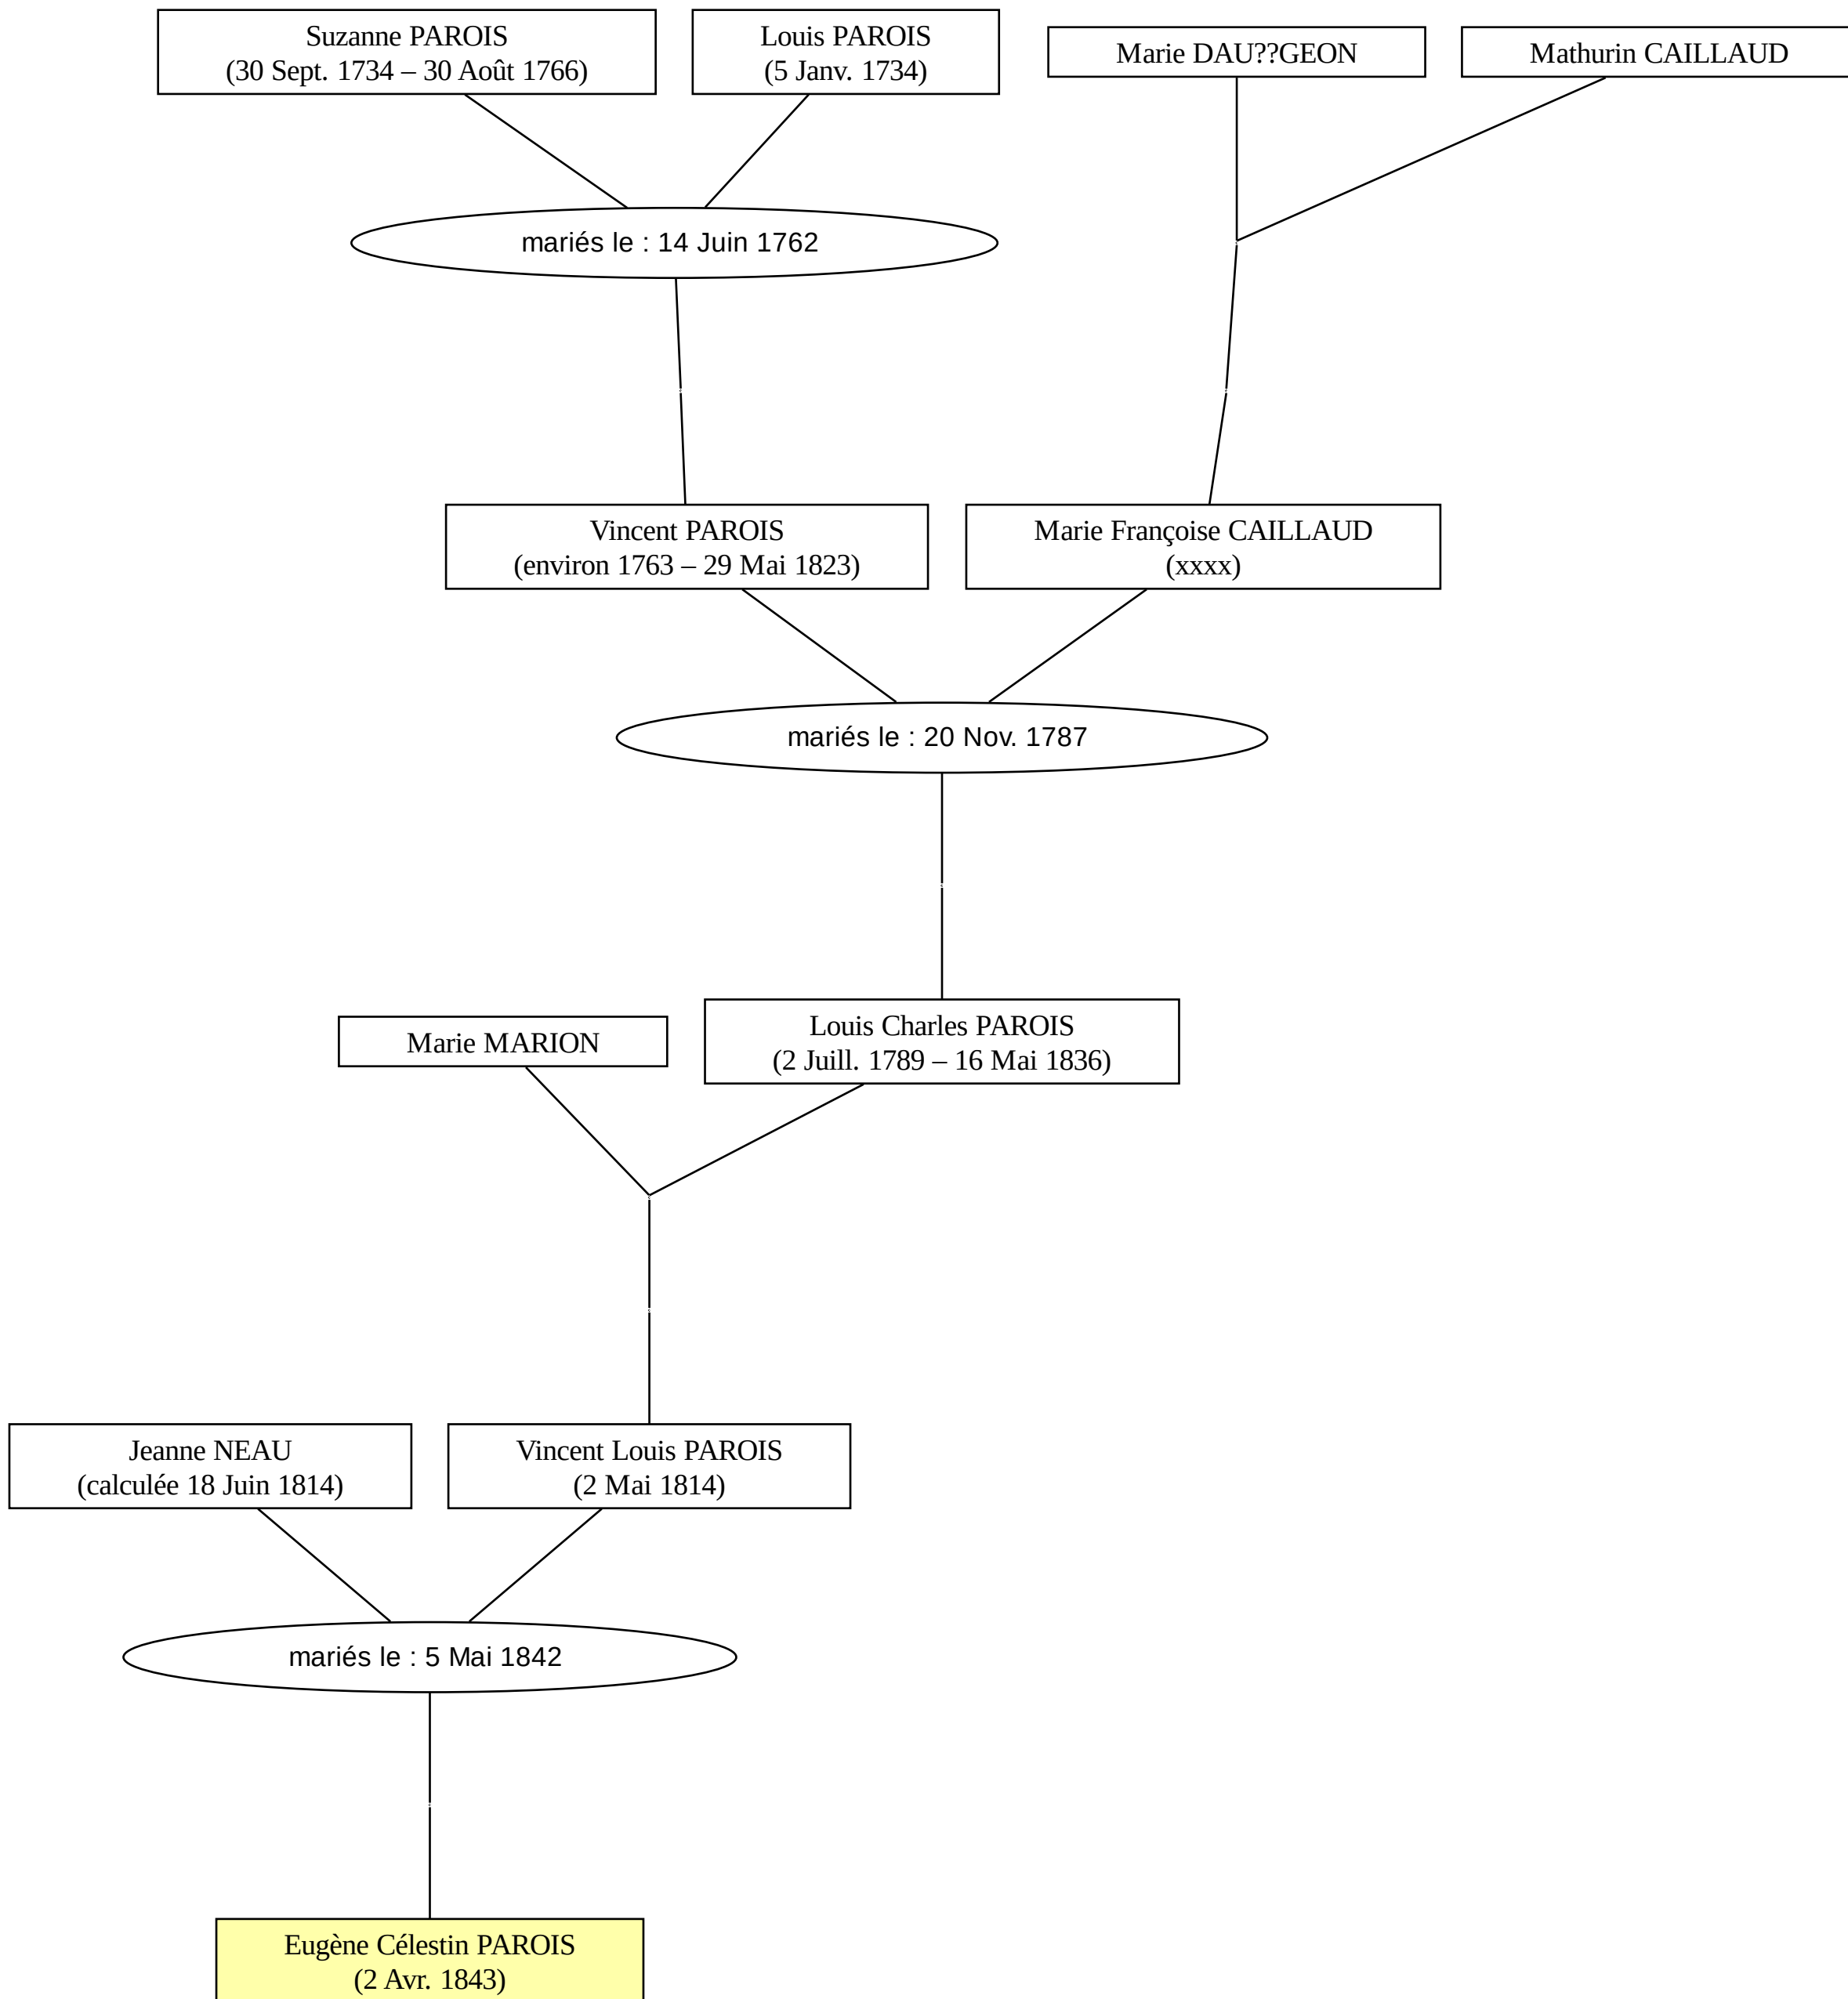 Suzanne PAROIS
(30 Sept. 1734 – 30 Août 1766)
Louis PAROIS
(5 Janv. 1734)
Marie DAU??GEON
Mathurin CAILLAUD
mariés le : 14 Juin 1762
Vincent PAROIS
(environ 1763 – 29 Mai 1823)
Marie Françoise CAILLAUD
(xxxx)
mariés le : 20 Nov. 1787
Marie MARION
Louis Charles PAROIS
(2 Juill. 1789 – 16 Mai 1836)
Jeanne NEAU
(calculée 18 Juin 1814)
Vincent Louis PAROIS
(2 Mai 1814)
mariés le : 5 Mai 1842
Eugène Célestin PAROIS
(2 Avr. 1843)